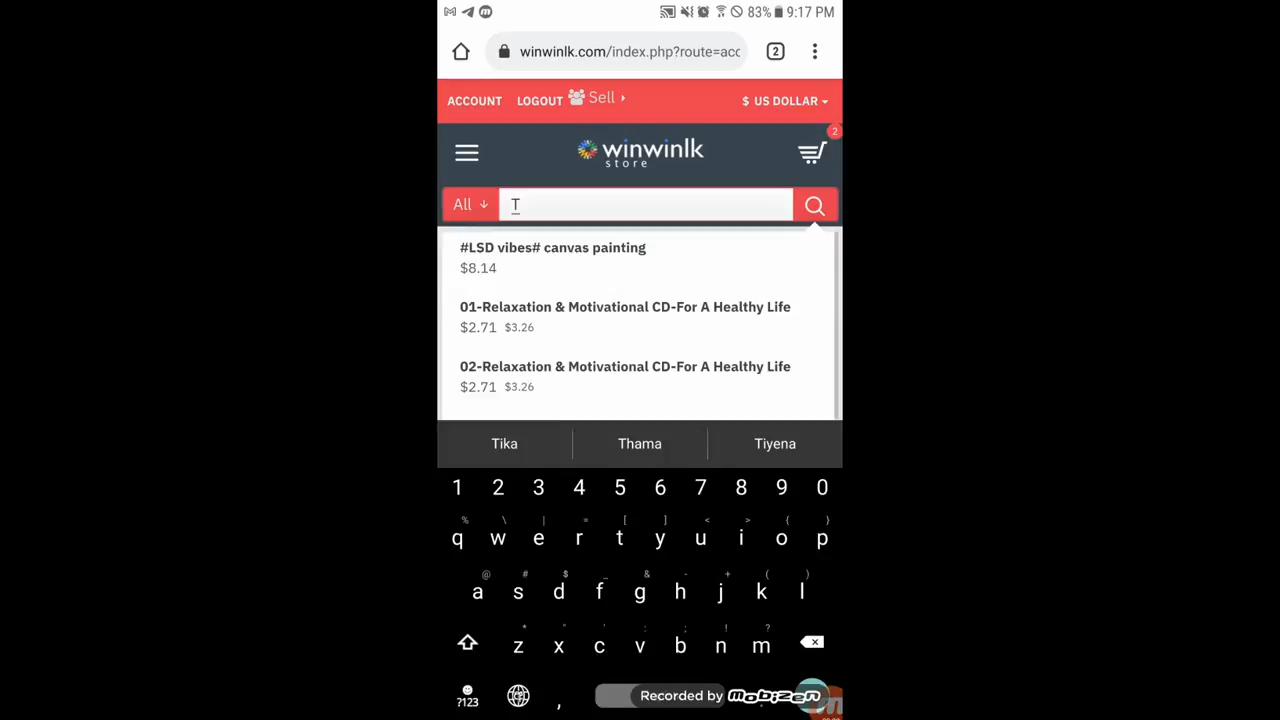 83% 9:17 PM
winwinlk.com/index.php?route=acc
2
ACCOUNT LOGOUT Sell $ US DOLLAR
winwinlk
store
2
All T
#LSD vibes# canvas painting
$8.14
01-Relaxation & Motivational CD-For A Healthy Life
$2.71 $3.26
02-Relaxation & Motivational CD-For A Healthy Life
$2.71 $3.26
Tika Thama Tiyena
1 2 3 4 5 6 7 8 9 0
% \ | = [ ] < > { }
q w e r t y u i o p
@ # $ _ & - + ( )
a s d f g h j k l
* " ' : ; ! ?
z x c v b n m
?123 , Recorded by mobizen